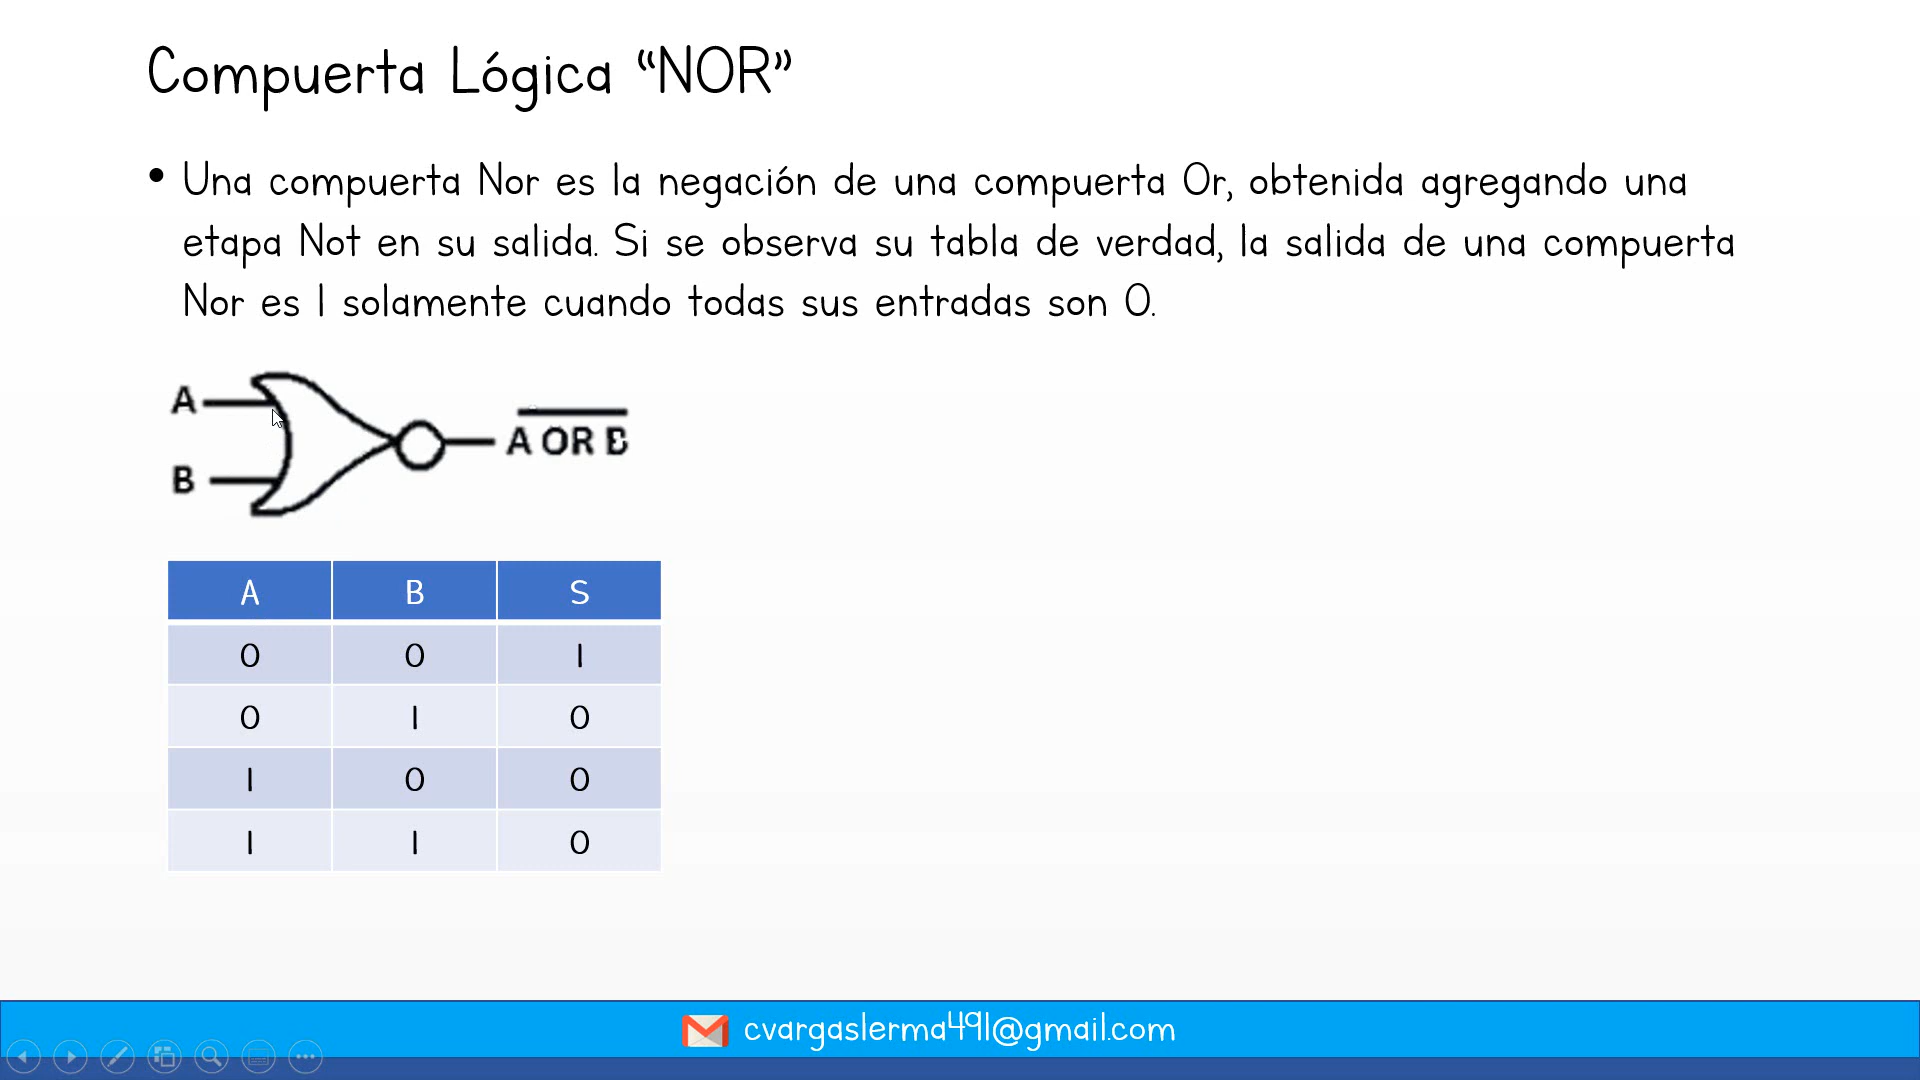 Compuerta Lógica “NOR”
• Una compuerta Nor es la negación de una compuerta Or, obtenida agregando una
etapa Not en su salida. Si se observa su tabla de verdad, la salida de una compuerta
Nor es 1 solamente cuando todas sus entradas son 0.
A
A OR B
B
A B S
0 0 1
0 1 0
1 0 0
1 1 0
cvargaslerma491@gmail.com